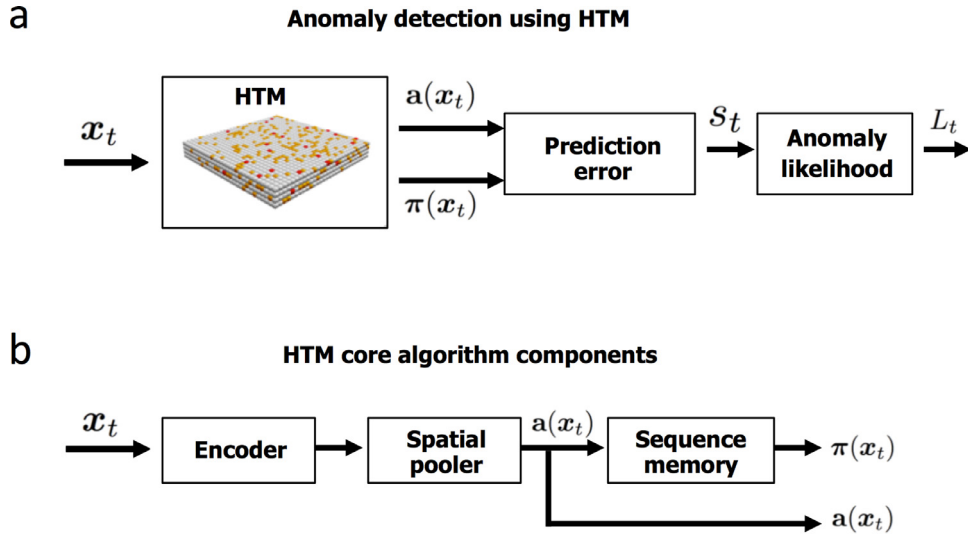 a
Anomaly detection using HTM
HTM
x_t
a(x_t)
π(x_t)
Prediction
error
s_t
Anomaly
likelihood
L_t
b
HTM core algorithm components
x_t
Encoder
Spatial
pooler
a(x_t)
Sequence
memory
π(x_t)
a(x_t)